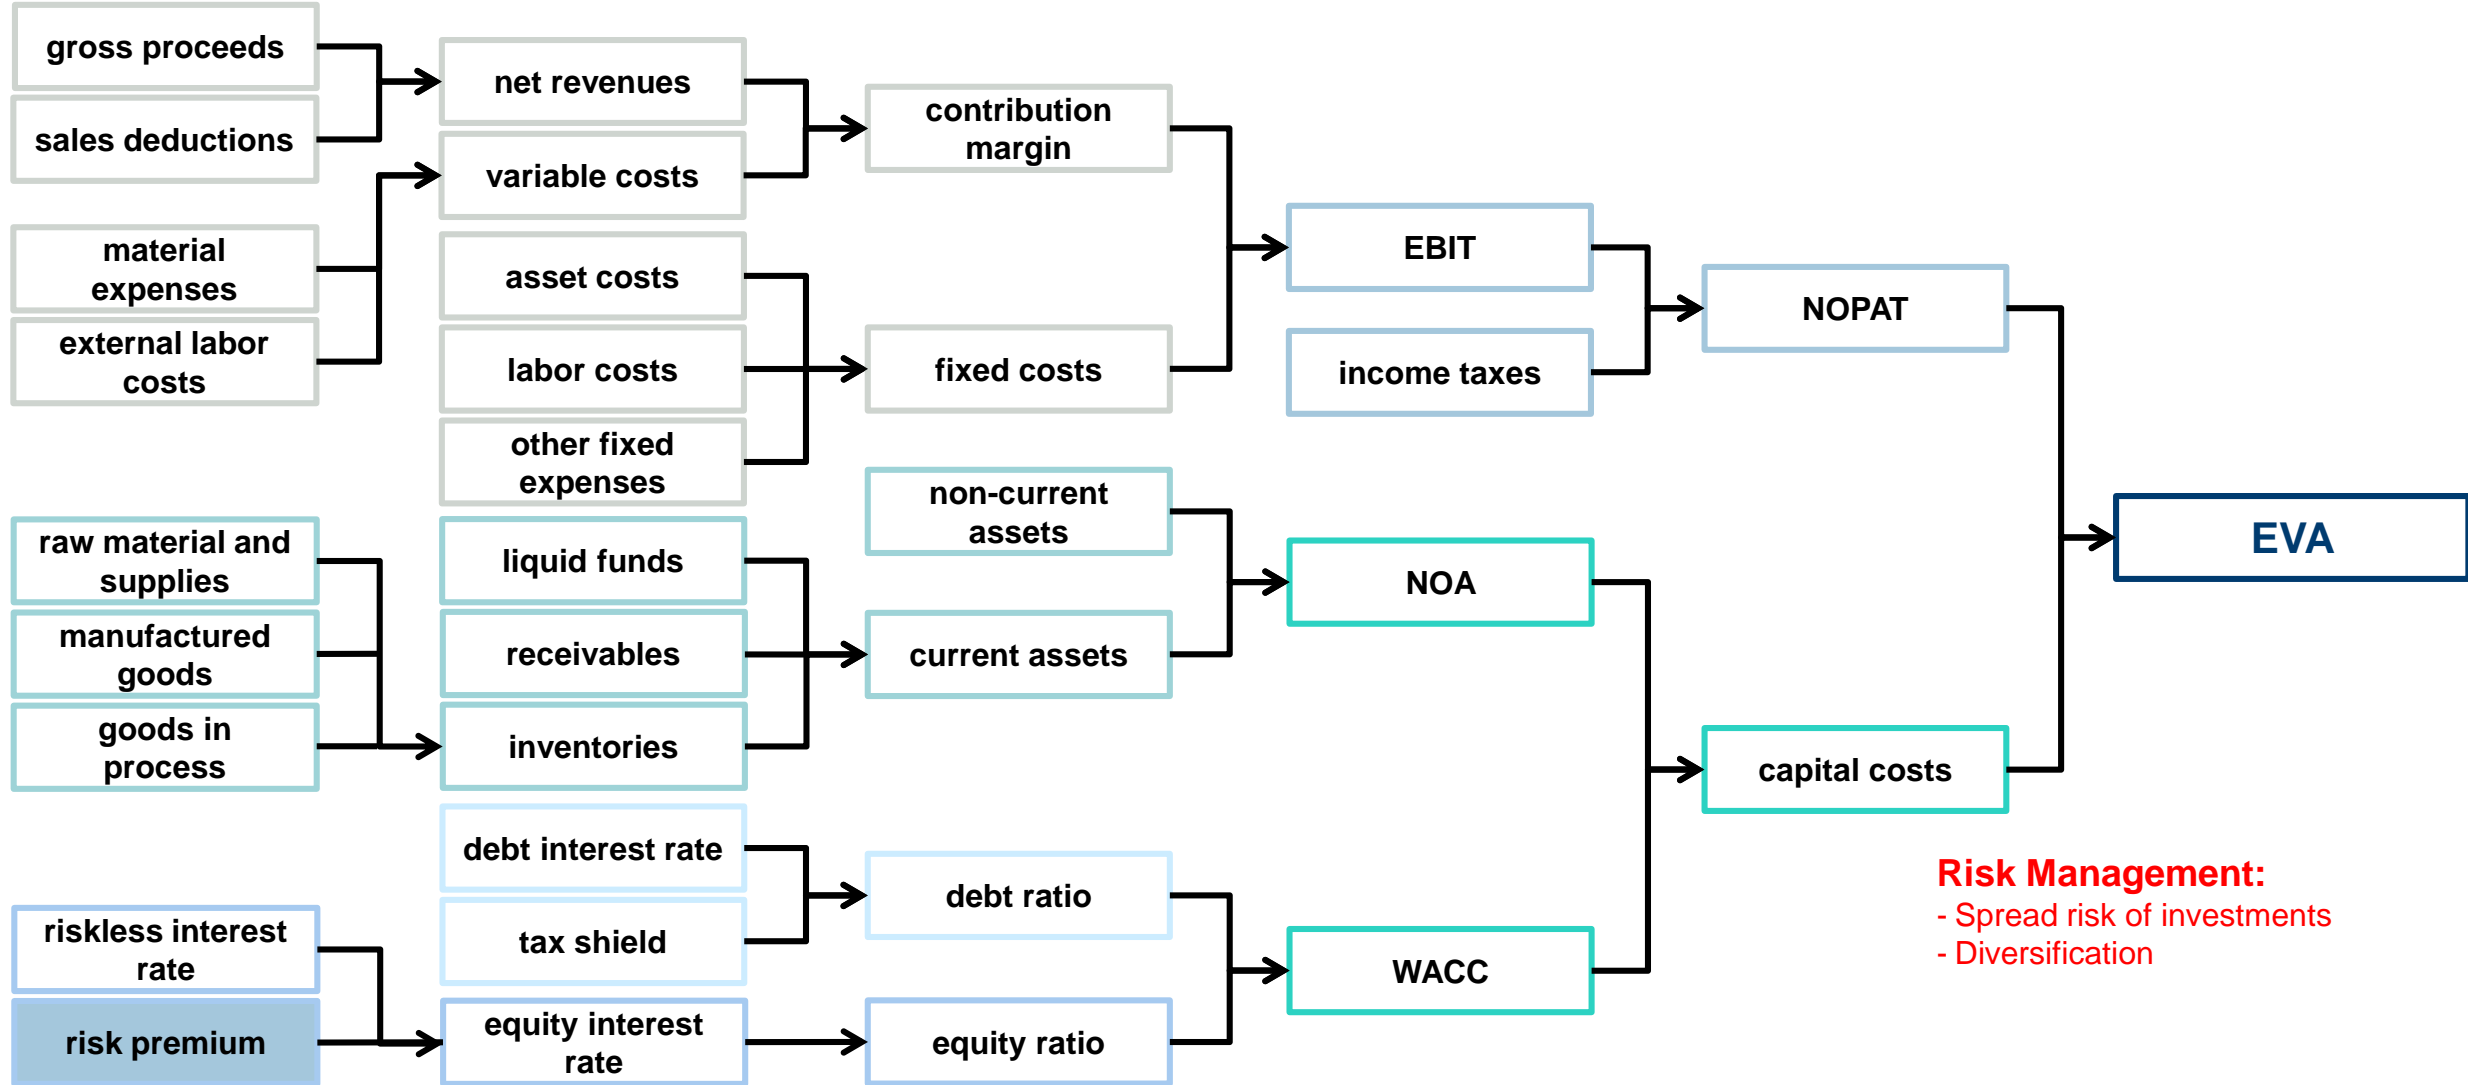 gross proceeds
sales deductions
material
expenses
external labor
costs
raw material and
supplies
manufactured
goods
goods in
process
riskless interest
rate
risk premium
net revenues
variable costs
asset costs
labor costs
other fixed
expenses
liquid funds
receivables
inventories
debt interest rate
tax shield
equity interest
rate
contribution
margin
fixed costs
non-current
assets
current assets
debt ratio
equity ratio
EBIT
income taxes
NOA
WACC
NOPAT
capital costs
EVA
Risk Management:
- Spread risk of investments
- Diversification